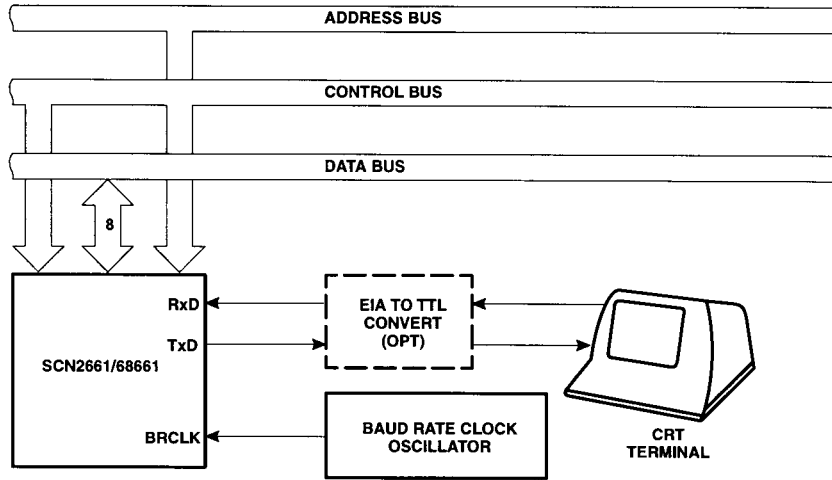 ADDRESS BUS
CONTROL BUS
DATA BUS
8
RxD
TxD
SCN2661/68661
BRCLK
EIA TO TTL
CONVERT
(OPT)
BAUD RATE CLOCK
OSCILLATOR
CRT
TERMINAL